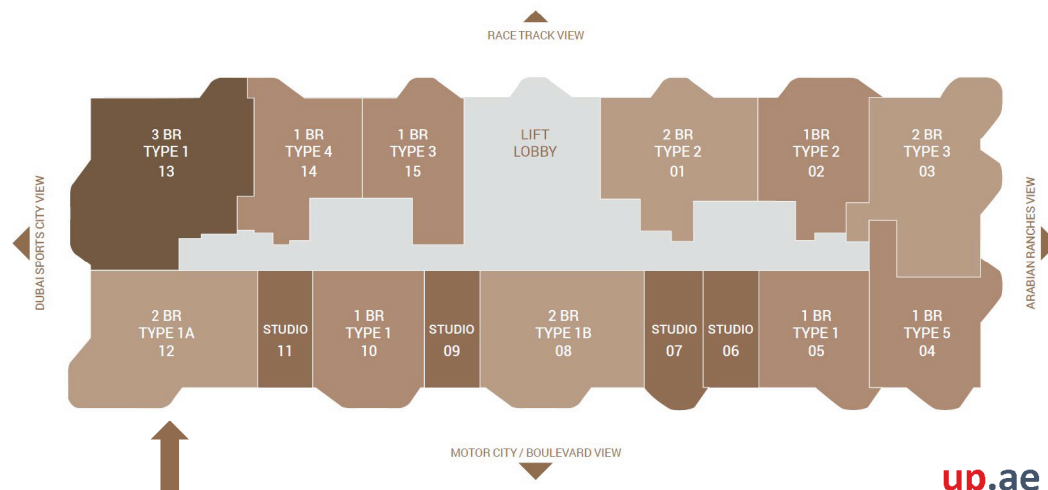 RACE TRACK VIEW
3 BR
TYPE 1
13
1 BR
TYPE 4
14
1 BR
TYPE 3
15
LIFT
LOBBY
2 BR
TYPE 2
01
1BR
TYPE 2
02
2 BR
TYPE 3
03
DUBAI SPORTS CITY VIEW
ARABIAN RANCHES VIEW
2 BR
TYPE 1A
12
STUDIO
11
1 BR
TYPE 1
10
STUDIO
09
2 BR
TYPE 1B
08
STUDIO
07
STUDIO
06
1 BR
TYPE 1
05
1 BR
TYPE 5
04
MOTOR CITY / BOULEVARD VIEW
up.ae